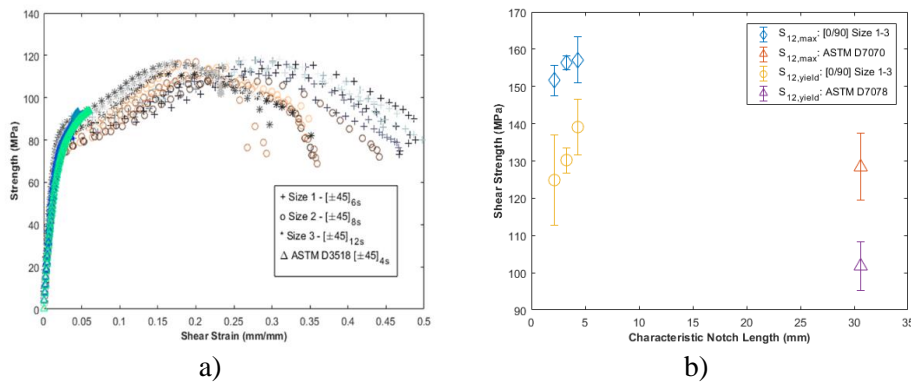 140
120
100
80
60
40
20
0
Strength (MPa)
+ Size 1 - [±45]6s
o Size 2 - [±45]8s
* Size 3 - [±45]12s
Δ ASTM D3518 [±45]4s
0 0.05 0.1 0.15 0.2 0.25 0.3 0.35 0.4 0.45 0.5
Shear Strain (mm/mm)
a)
170
160
150
140
130
120
110
100
90
Shear Strength (MPa)
S12,max: [0/90] Size 1-3
S12,max: ASTM D7070
S12,yield: [0/90] Size 1-3
S12,yield: ASTM D7078
0 5 10 15 20 25 30 35
Characteristic Notch Length (mm)
b)